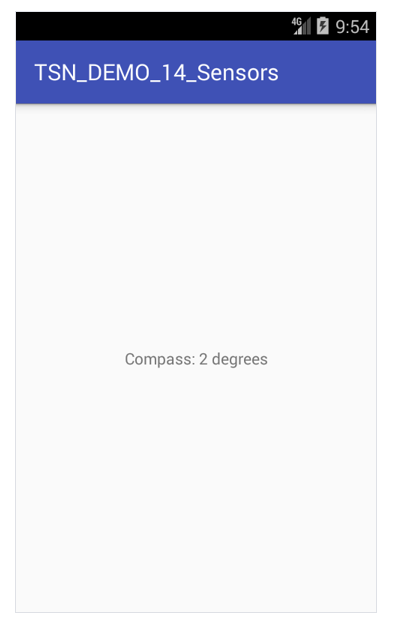 4G 9:54
TSN_DEMO_14_Sensors
Compass: 2 degrees